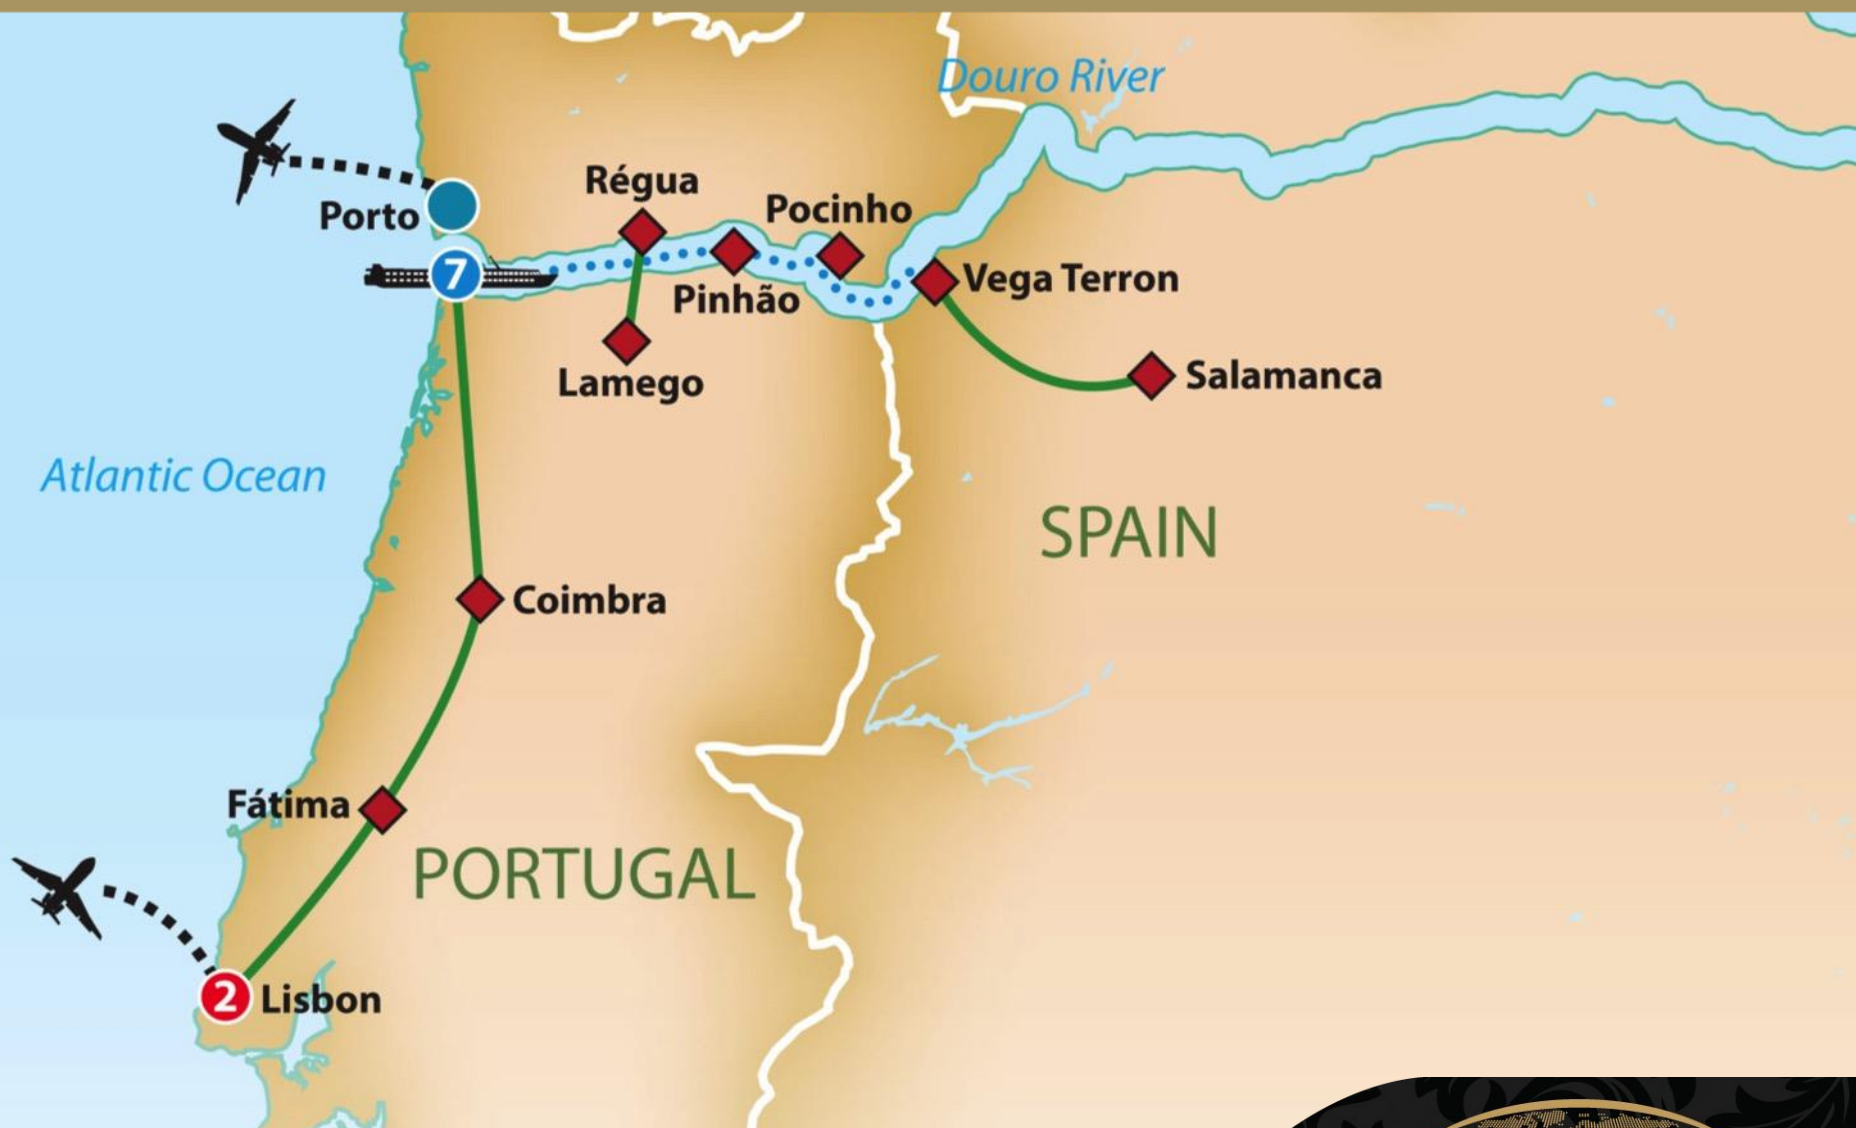 Douro River
Régua
Pocinho
Porto
7
Vega Terron
Pinhão
Lamego
Salamanca
Atlantic Ocean
SPAIN
Coimbra
Fátima
PORTUGAL
2
Lisbon